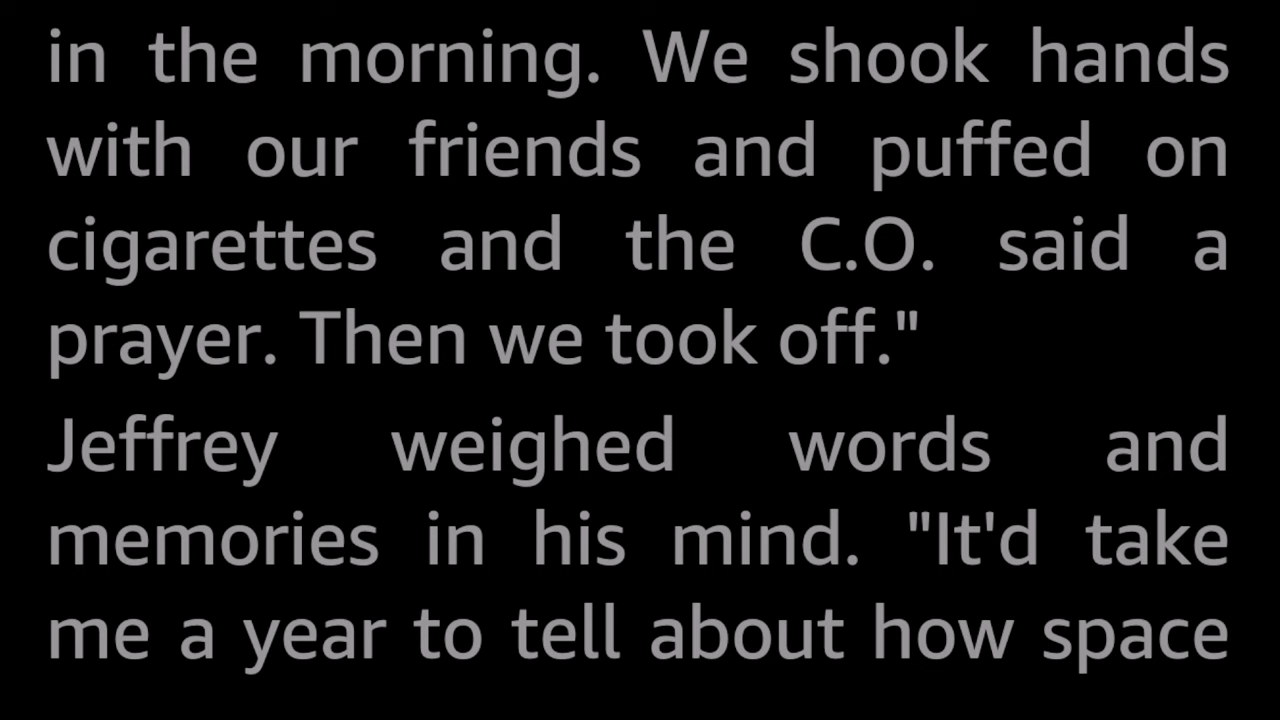 in the morning. We shook hands
with our friends and puffed on
cigarettes and the C.O. said a
prayer. Then we took off."
Jeffrey weighed words and
memories in his mind. "It'd take
me a year to tell about how space